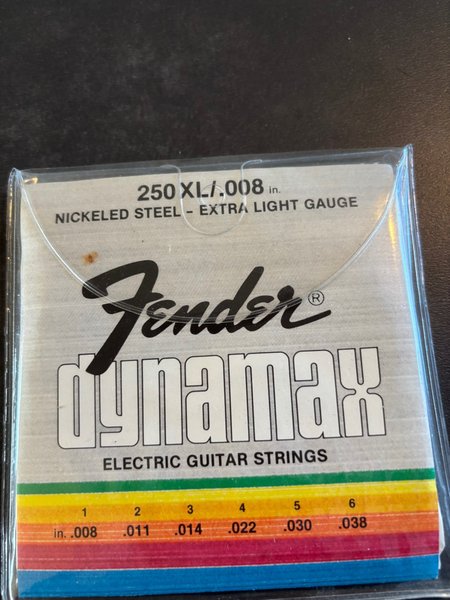 250 XL/.008 in.
NICKELED STEEL - EXTRA LIGHT GAUGE
Fender®
dynamax
ELECTRIC GUITAR STRINGS
1 2 3 4 5 6
in. .008 .011 .014 .022 .030 .038